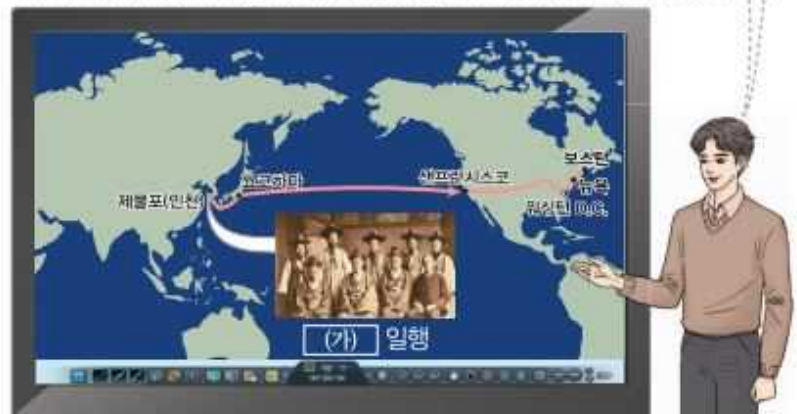 보스턴
요코하마
샌프란시스코
뉴욕
제물포(인천)
워싱턴 D.C.
(가) 일행